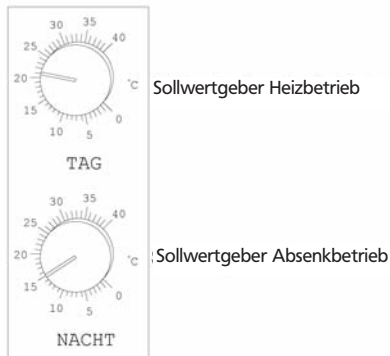 30 35
25 40
20 °C Sollwertgeber Heizbetrieb
15 0
10 5
TAG
30 35
25 40
20 °C Sollwertgeber Absenkbetrieb
15 0
10 5
NACHT